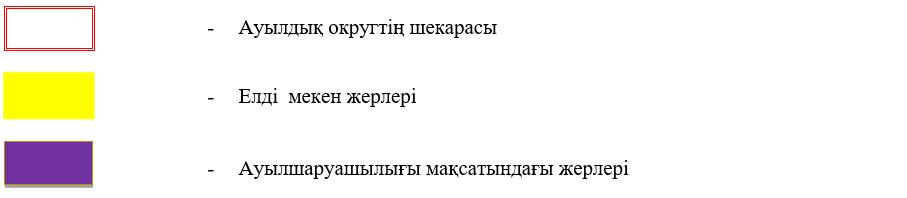 - Ауылдық округтің шекарасы
- Елді  мекен жерлері
- Ауылшаруашылығы мақсатындағы жерлері